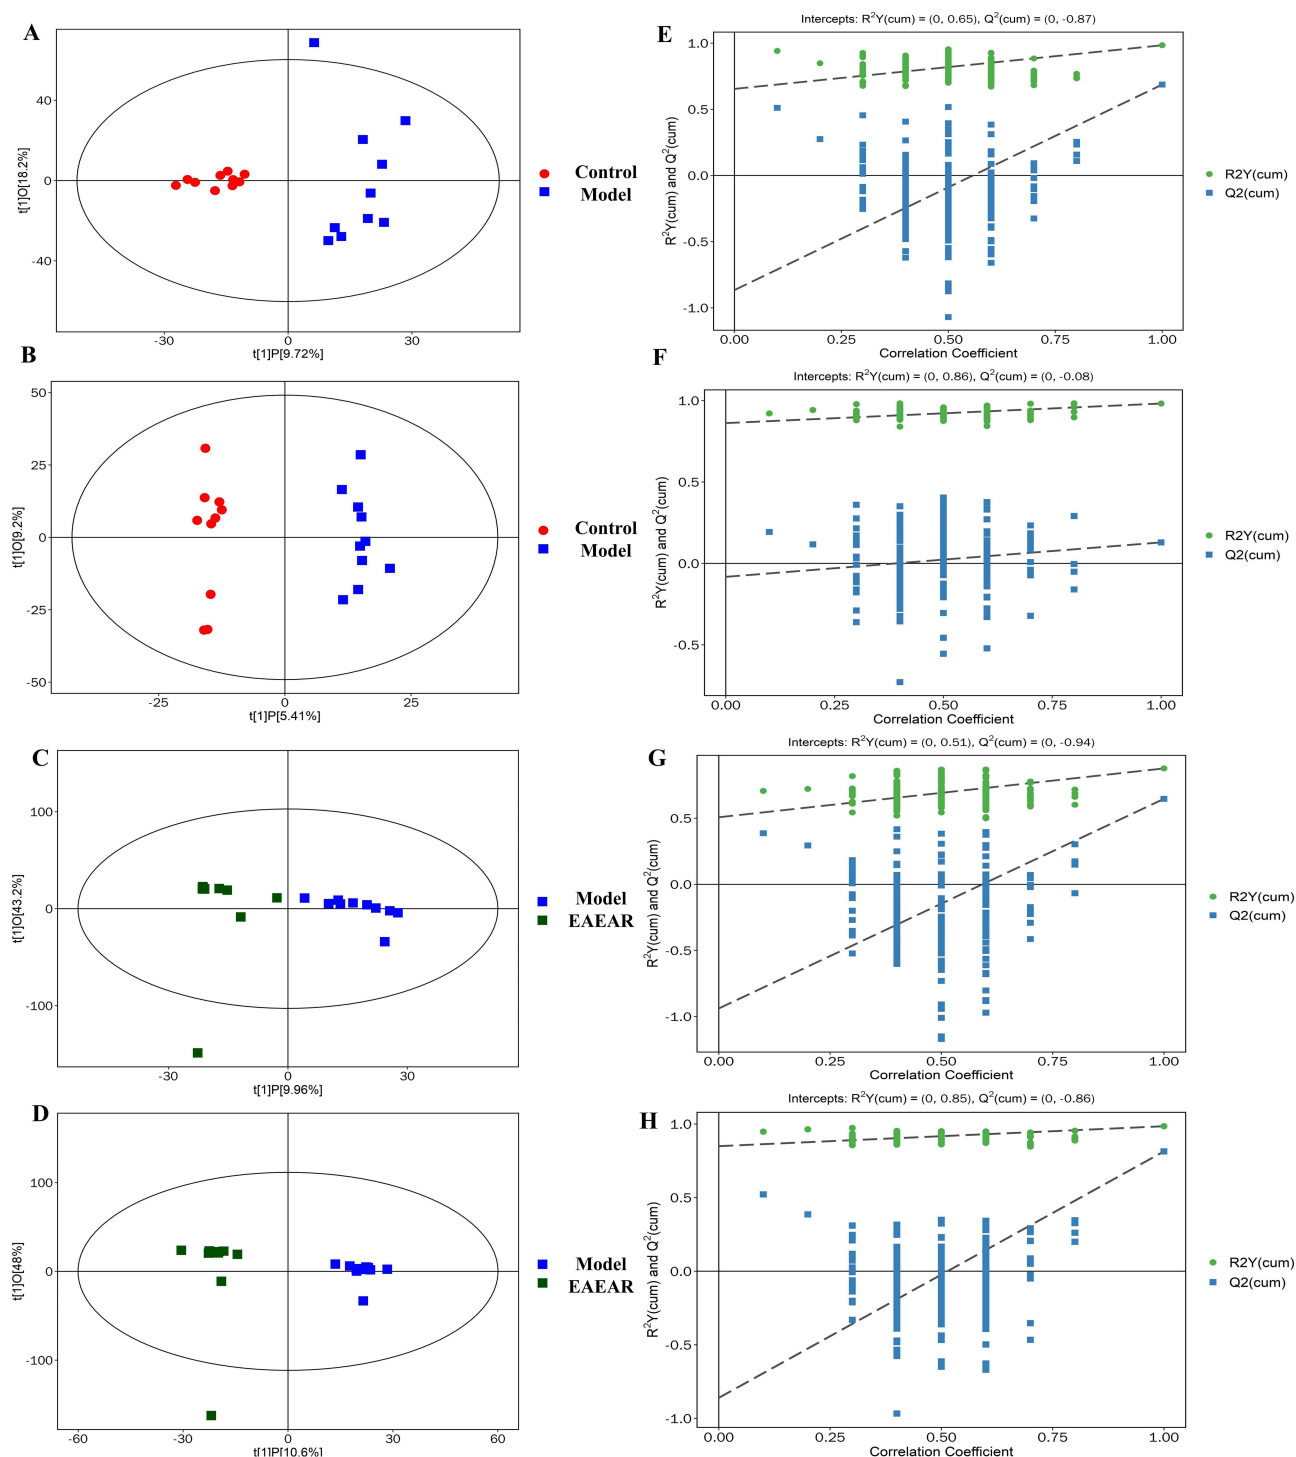 A
t[1]O[18.2%]
40
0
-40
-30
0
30
t[1]P[9.72%]
Control
Model
E
Intercepts: R²Y(cum) = (0, 0.65), Q²(cum) = (0, -0.87)
R²Y(cum) and Q²(cum)
1.0
0.5
0.0
-0.5
-1.0
0.00
0.25
0.50
0.75
1.00
Correlation Coefficient
R2Y(cum)
Q2(cum)
B
t[1]O[9.2%]
50
25
0
-25
-50
-25
0
25
t[1]P[5.41%]
Control
Model
F
Intercepts: R²Y(cum) = (0, 0.86), Q²(cum) = (0, -0.08)
R²Y(cum) and Q²(cum)
1.0
0.5
0.0
-0.5
0.00
0.25
0.50
0.75
1.00
Correlation Coefficient
R2Y(cum)
Q2(cum)
C
t[1]O[43.2%]
100
0
-100
-30
0
30
t[1]P[9.96%]
Model
EAEAR
G
Intercepts: R²Y(cum) = (0, 0.51), Q²(cum) = (0, -0.94)
R²Y(cum) and Q²(cum)
0.5
0.0
-0.5
-1.0
0.00
0.25
0.50
0.75
1.00
Correlation Coefficient
R2Y(cum)
Q2(cum)
D
t[1]O[48%]
100
0
-100
-60
-30
0
30
60
t[1]P[10.6%]
Model
EAEAR
H
Intercepts: R²Y(cum) = (0, 0.85), Q²(cum) = (0, -0.86)
R²Y(cum) and Q²(cum)
1.0
0.5
0.0
-0.5
-1.0
0.00
0.25
0.50
0.75
1.00
Correlation Coefficient
R2Y(cum)
Q2(cum)